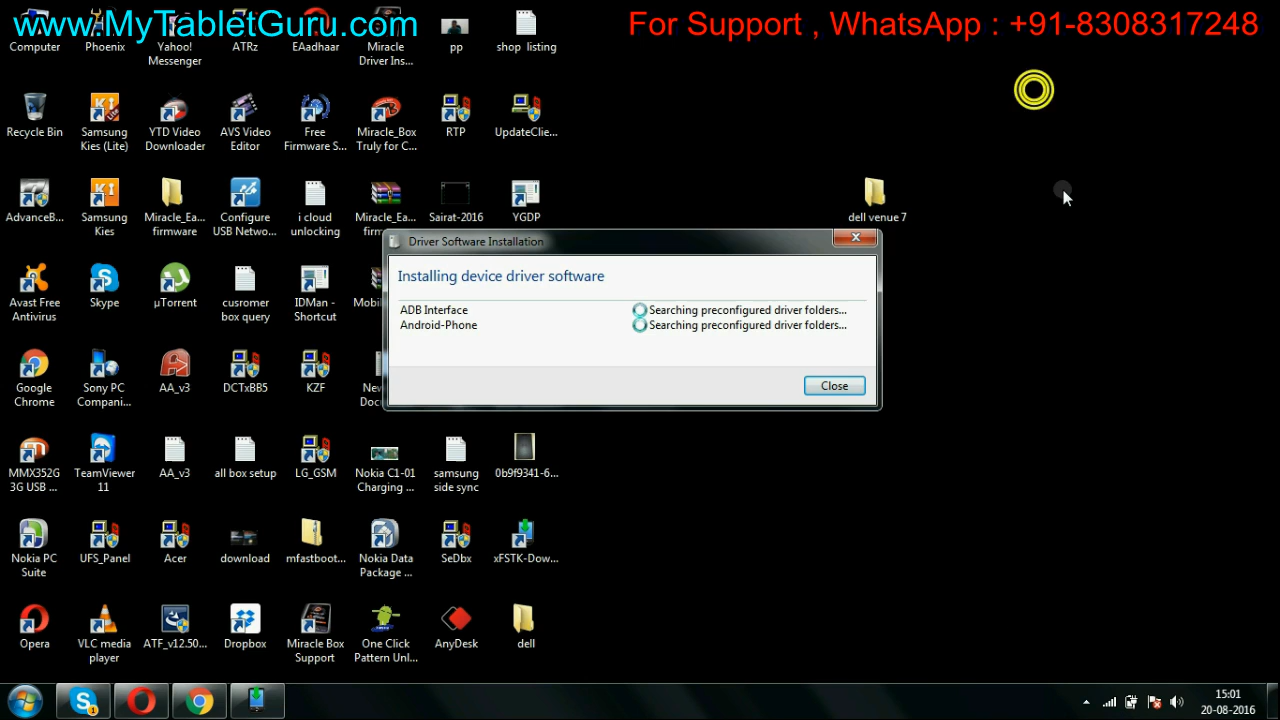 www.MyTabletGuru.com
For Support , WhatsApp : +91-8308317248
Computer
Phoenix
Yahoo!
Messenger
ATRz
EAadhaar
Miracle
Driver Ins...
pp
shop listing
Recycle Bin
Samsung
Kies (Lite)
YTD Video
Downloader
AVS Video
Editor
Free
Firmware S...
Miracle_Box
Truly for C...
RTP
UpdateClie...
AdvanceB...
Samsung
Kies
Miracle_Ea...
firmware
Configure
USB Netwo...
i cloud
unlocking
Miracle_Ea...
firm
Sairat-2016
YGDP
dell venue 7
Driver Software Installation
Installing device driver software
ADB Interface
Searching preconfigured driver folders...
Android-Phone
Searching preconfigured driver folders...
Close
Avast Free
Antivirus
Skype
µTorrent
cusromer
box query
IDMan -
Shortcut
Mobi
Google
Chrome
Sony PC
Compani...
AA_v3
DCTxBB5
KZF
New
Docu
MMX352G
3G USB ...
TeamViewer
11
AA_v3
all box setup
LG_GSM
Nokia C1-01
Charging ...
samsung
side sync
0b9f9341-6...
Nokia PC
Suite
UFS_Panel
Acer
download
mfastboot...
Nokia Data
Package ...
SeDbx
xFSTK-Dow...
Opera
VLC media
player
ATF_v12.50...
Dropbox
Miracle Box
Support
One Click
Pattern Unl...
AnyDesk
dell
15:01
20-08-2016